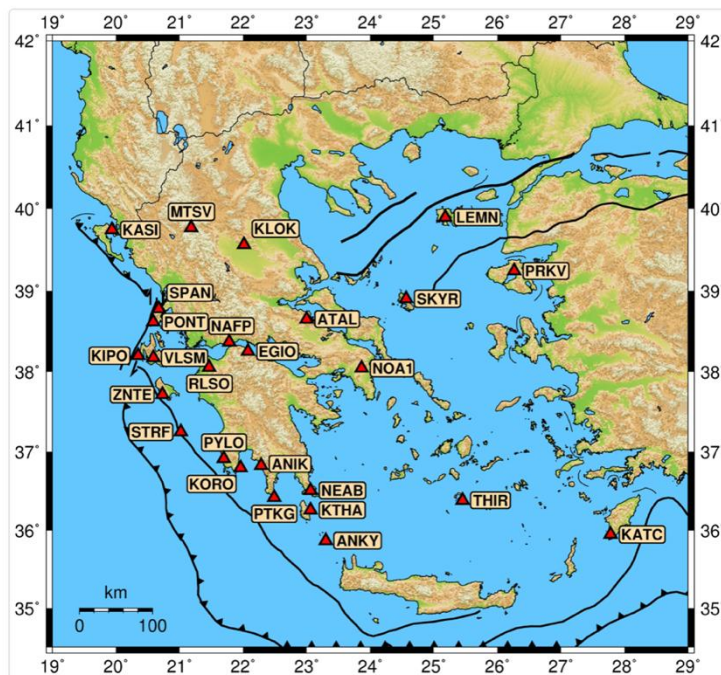 19° 20° 21° 22° 23° 24° 25° 26° 27° 28° 29°
42° 42°
41° 41°
40° 40°
MTSV
KASI
KLOK
LEMN
PRKV
39° 39°
SPAN
SKYR
PONT
NAFP
ATAL
KIPO
VLSM
EGIO
NOA1
38° 38°
RLSO
ZNTE
STRF
PYLO
37° 37°
ANIK
KORO
NEAB
THIR
PTKG
KTHA
36° 36°
ANKY
KATC
km
0 100
35° 35°
19° 20° 21° 22° 23° 24° 25° 26° 27° 28° 29°